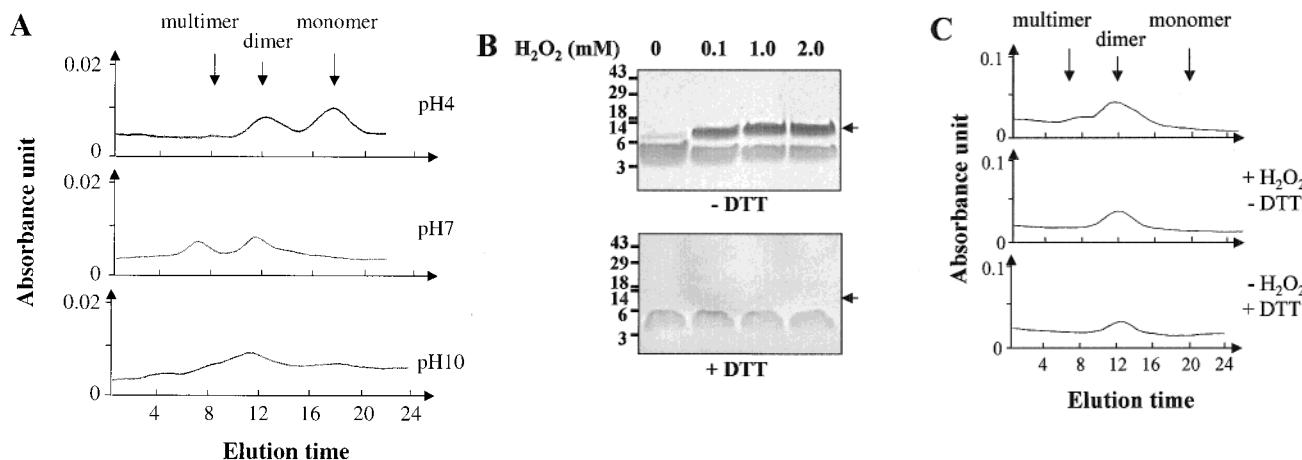 A
multimer
dimer
monomer
0.02
0
pH4
0.02
0
pH7
0.02
0
pH10
4 8 12 16 20 24
Absorbance unit
Elution time
B
H₂O₂ (mM) 0 0.1 1.0 2.0
43
29
18
14
6
3
- DTT
43
29
18
14
6
3
+ DTT
C
multimer
dimer
monomer
0.1
0
0.1
0
+ H₂O₂
- DTT
0.1
0
- H₂O₂
+ DTT
4 8 12 16 20 24
Absorbance unit
Elution time